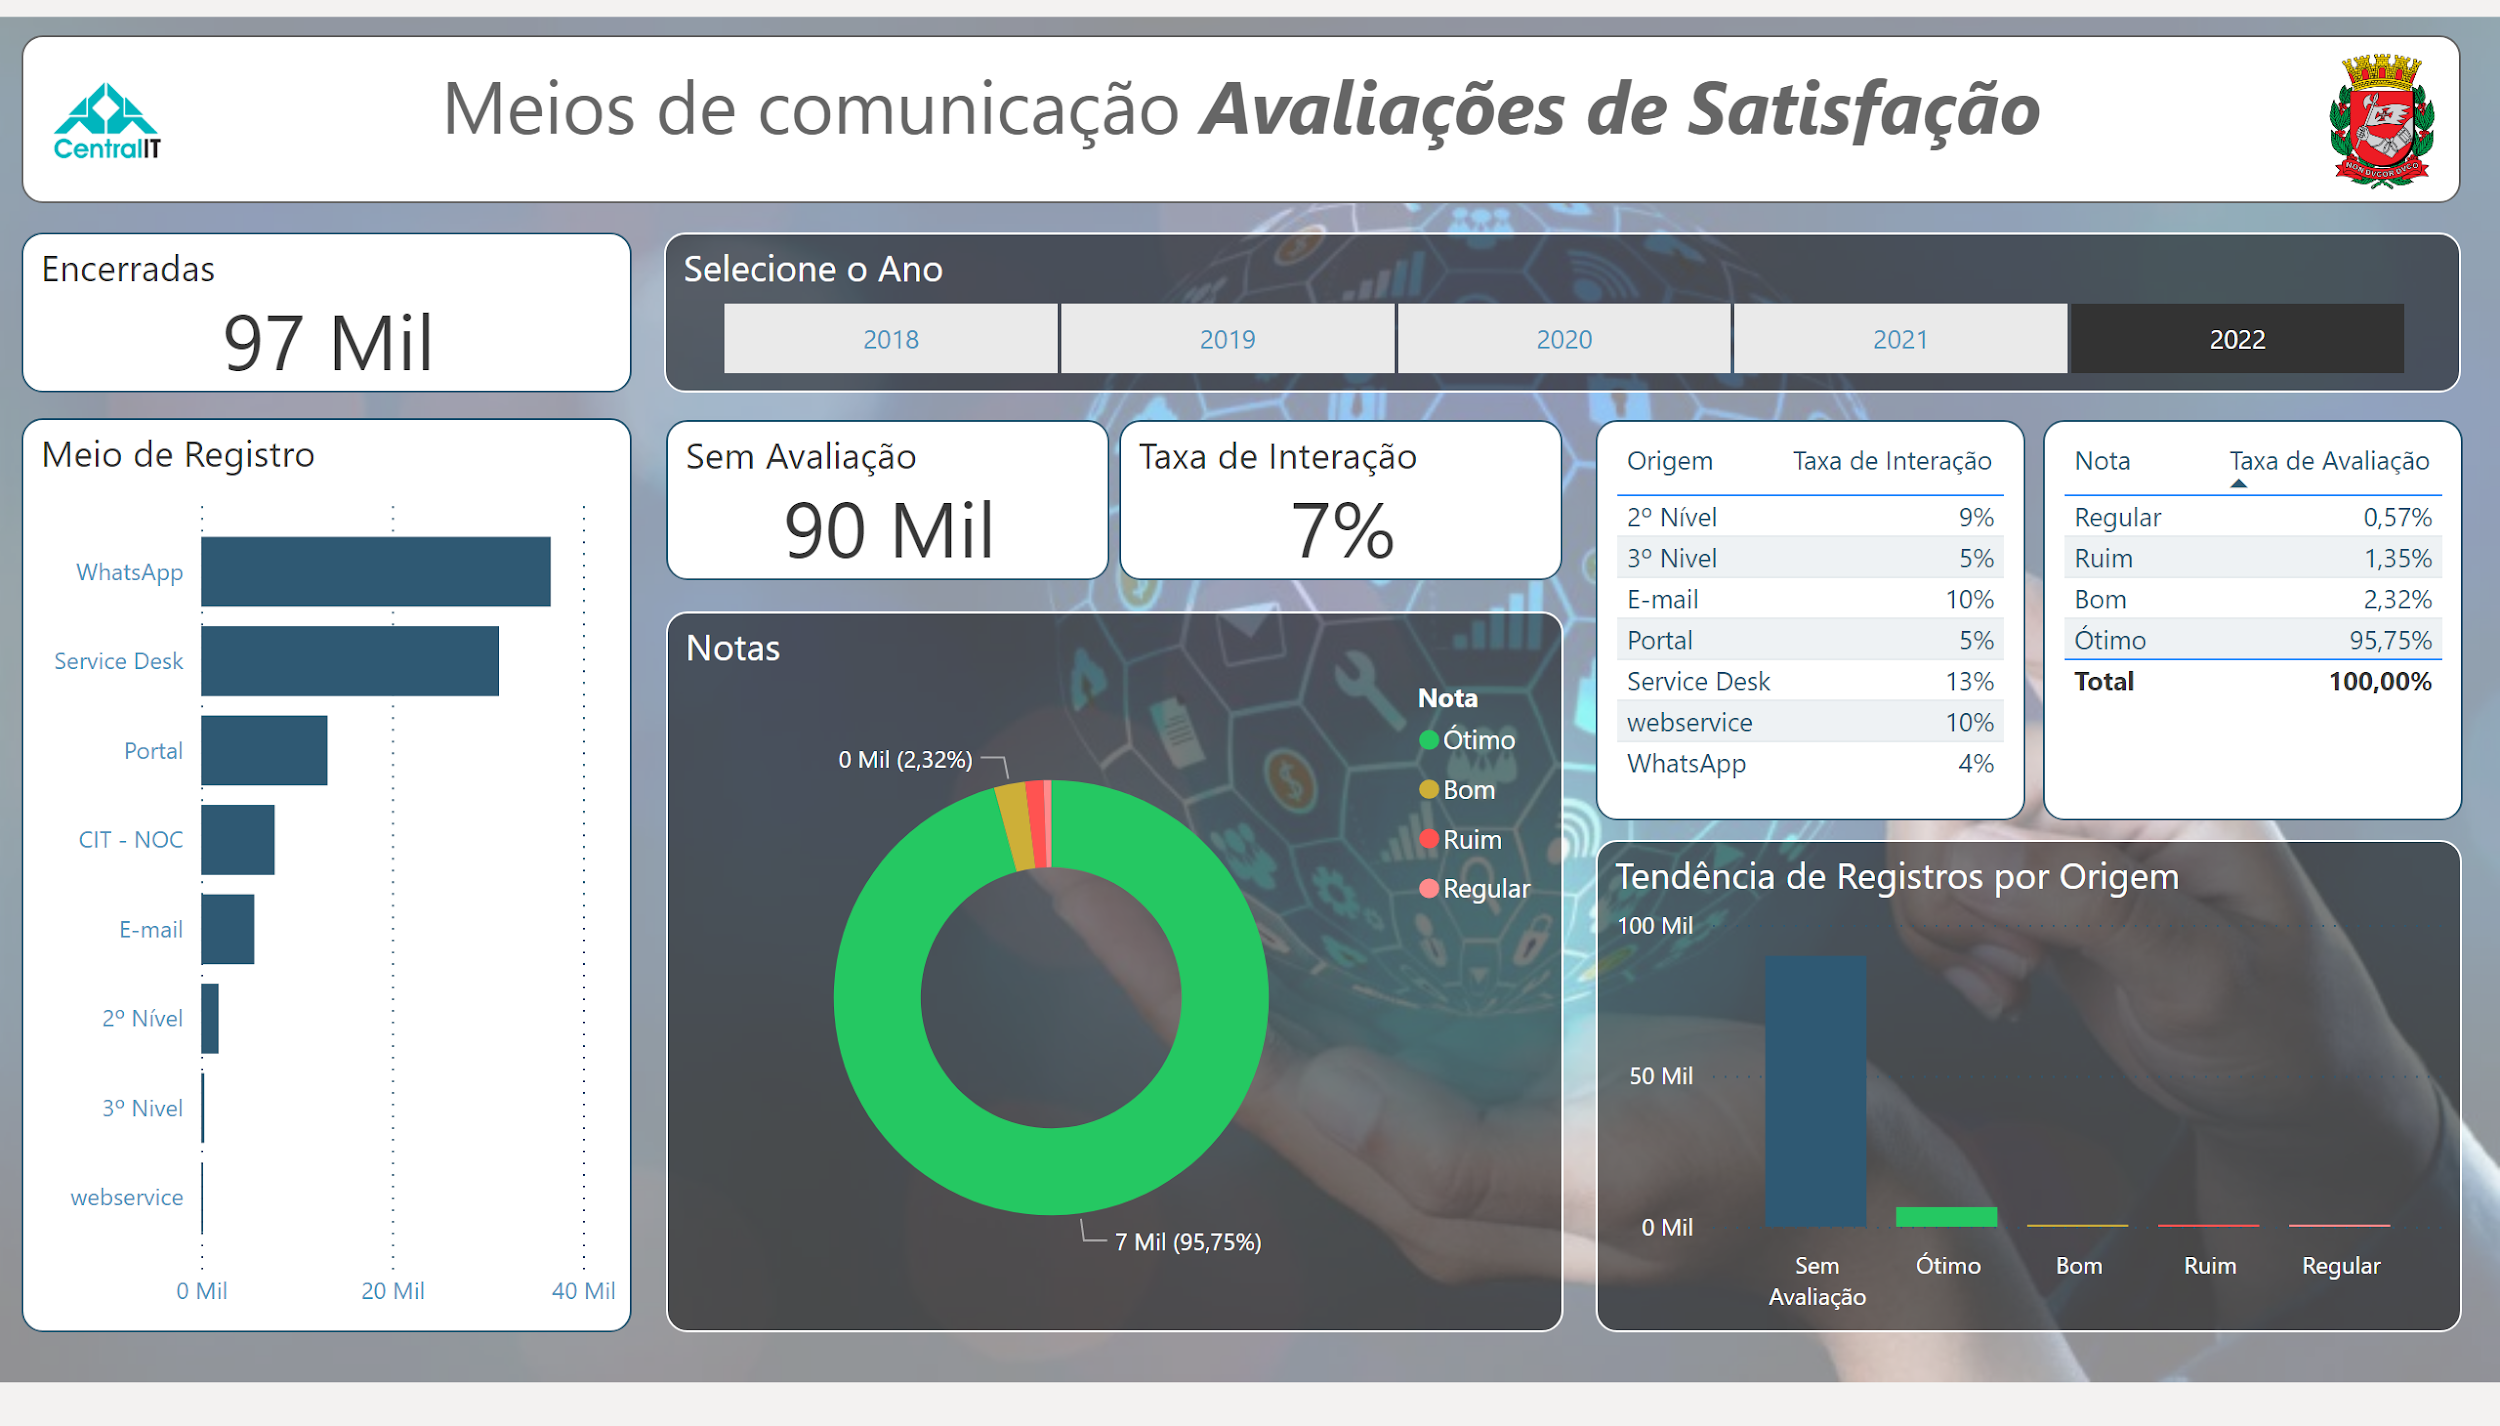 CentralIT
Meios de comunicação Avaliações de Satisfação
NON DVCOR DVCO
Encerradas
97 Mil
Selecione o Ano
2018
2019
2020
2021
2022
Meio de Registro
WhatsApp
Service Desk
Portal
CIT - NOC
E-mail
2º Nível
3º Nivel
webservice
0 Mil
20 Mil
40 Mil
Sem Avaliação
90 Mil
Taxa de Interação
7%
Notas
Nota
Ótimo
Bom
Ruim
Regular
0 Mil (2,32%)
7 Mil (95,75%)
Origem Taxa de Interação
2º Nível 9%
3º Nivel 5%
E-mail 10%
Portal 5%
Service Desk 13%
webservice 10%
WhatsApp 4%
Nota Taxa de Avaliação
Regular 0,57%
Ruim 1,35%
Bom 2,32%
Ótimo 95,75%
Total 100,00%
Tendência de Registros por Origem
100 Mil
50 Mil
0 Mil
Sem
Avaliação
Ótimo
Bom
Ruim
Regular